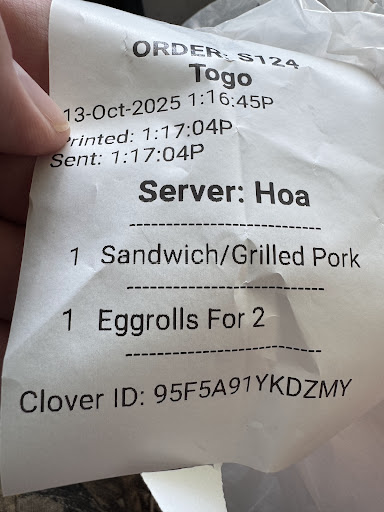 ORDER: S124
Togo
13-Oct-2025 1:16:45P
Printed: 1:17:04P
Sent: 1:17:04P
Server: Hoa
1 Sandwich/Grilled Pork
1 Eggrolls For 2
Clover ID: 95F5A91YKDZMY